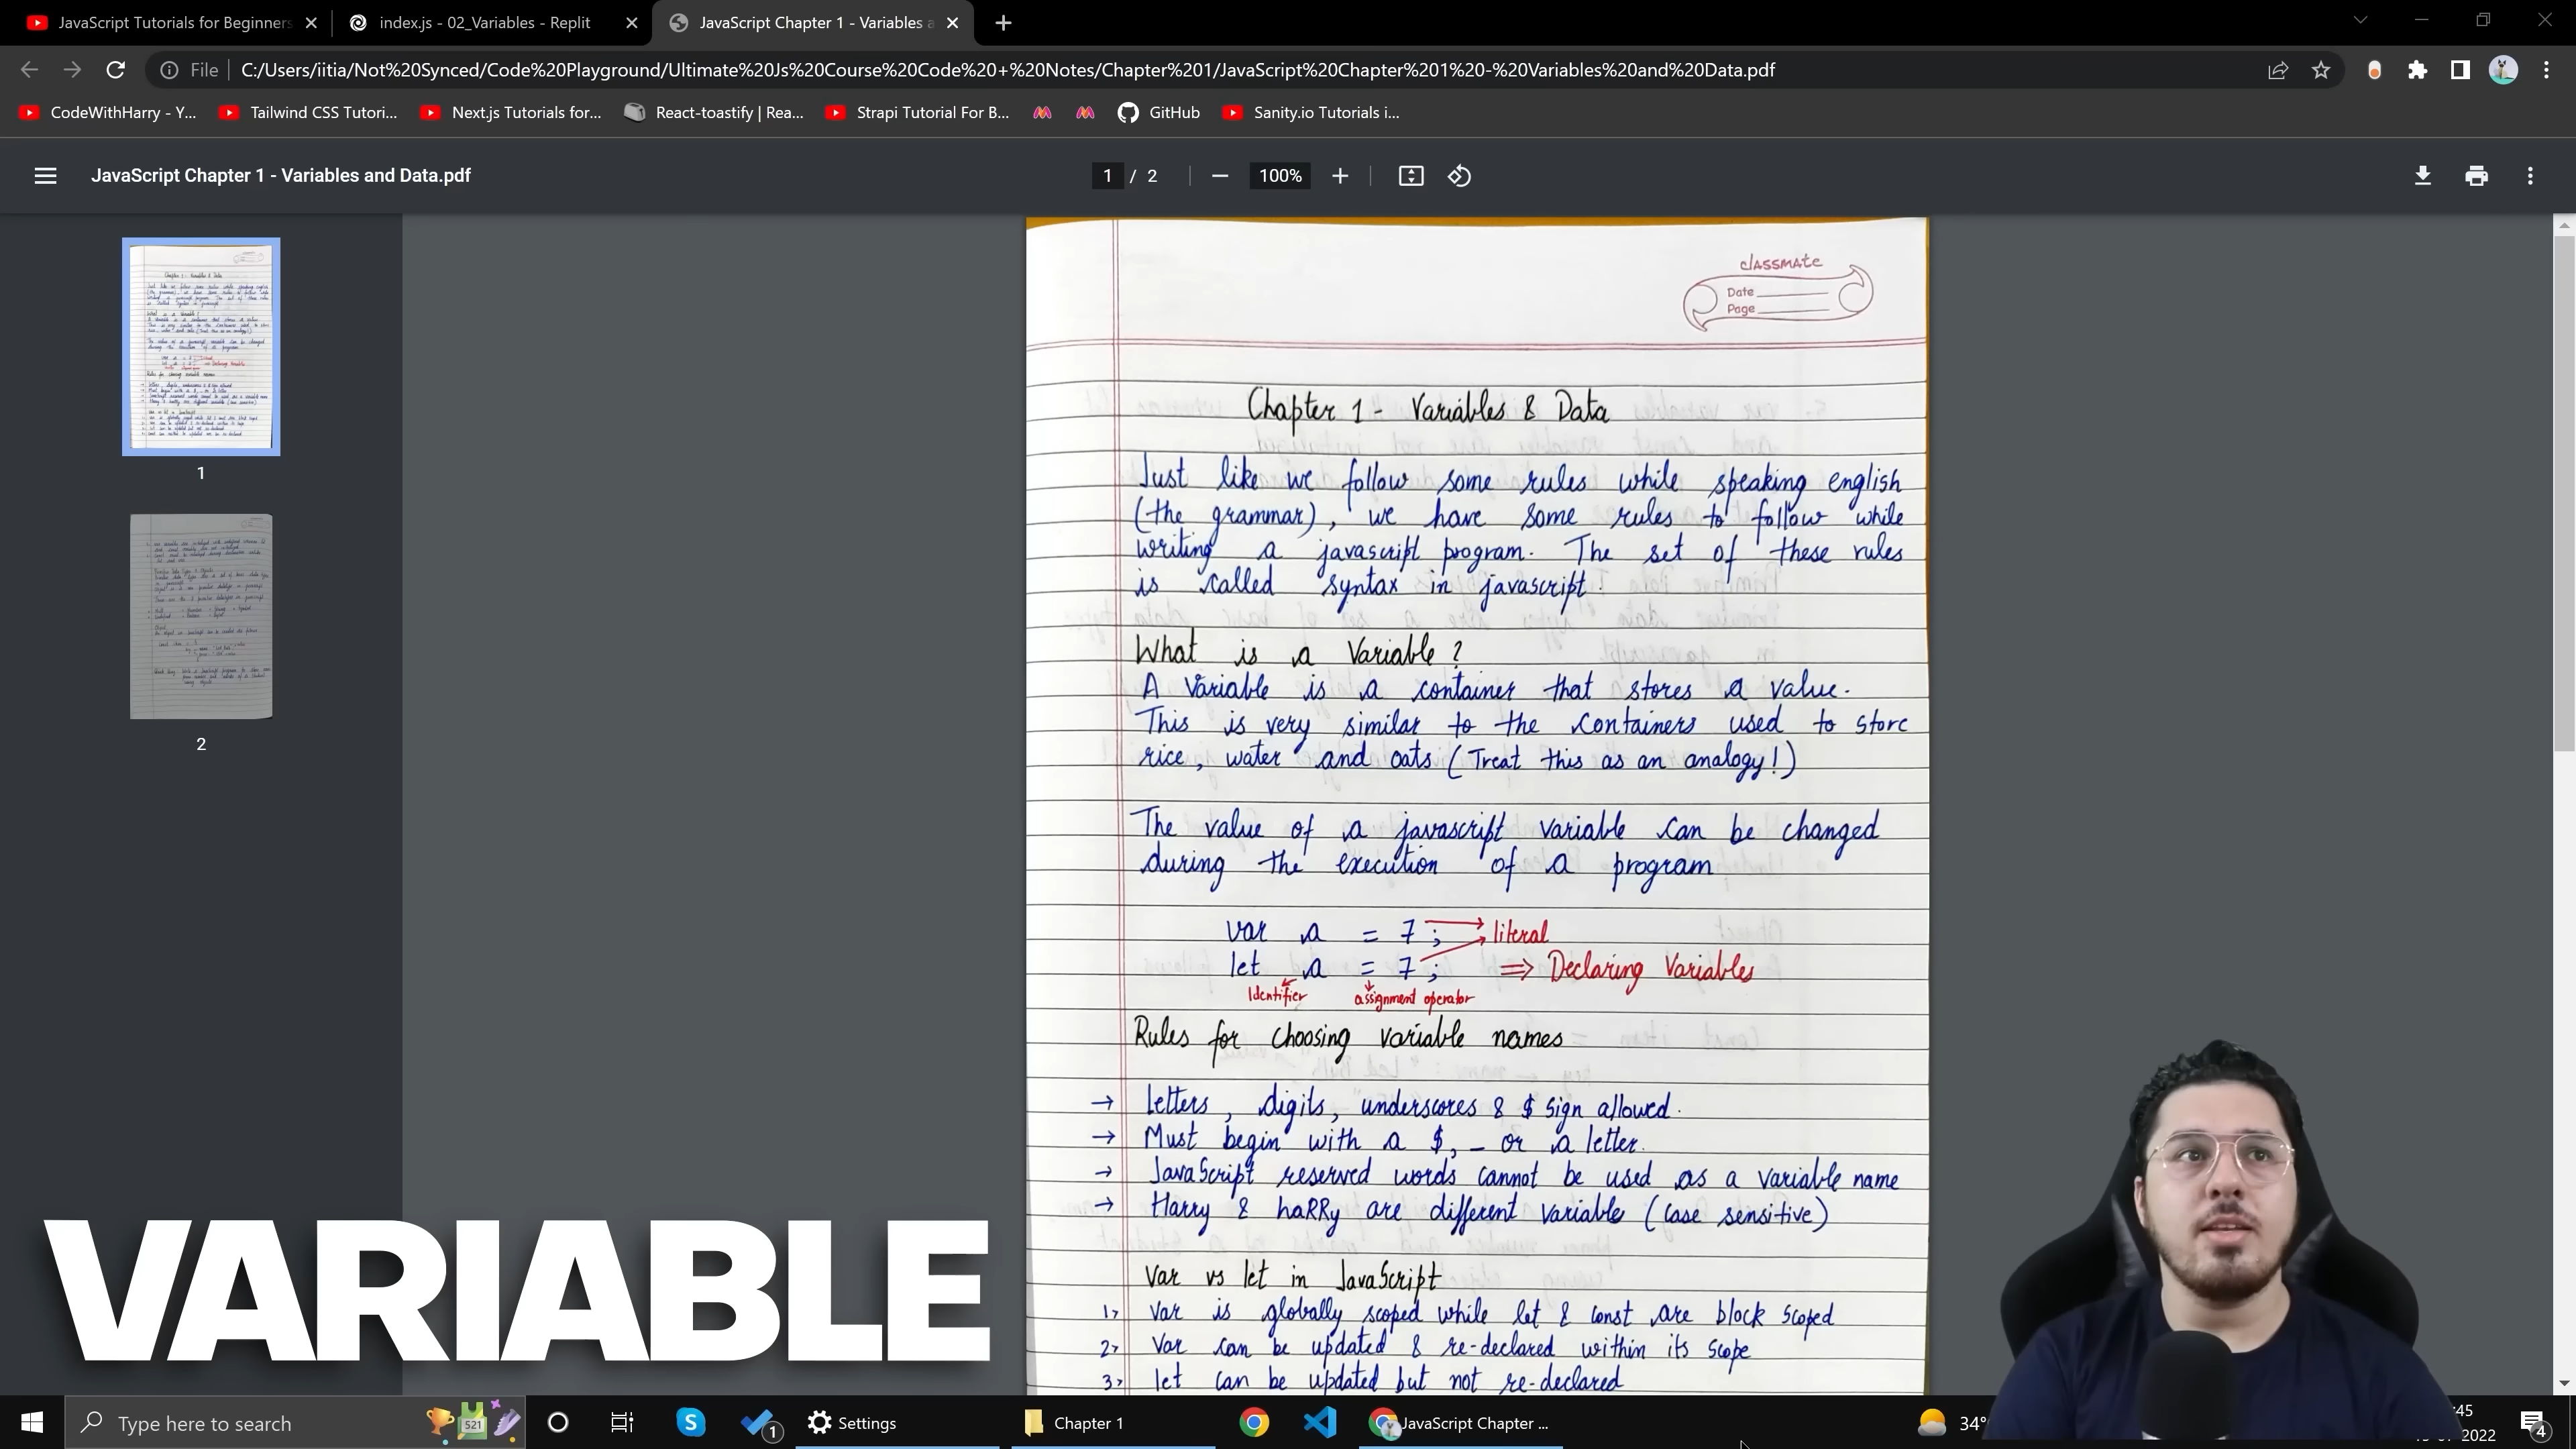 JavaScript Tutorials for Beginners
index.js - 02_Variables - Replit
JavaScript Chapter 1 - Variables a
File
C:/Users/iitia/Not%20Synced/Code%20Playground/Ultimate%20Js%20Course%20Code%20+%20Notes/Chapter%201/JavaScript%20Chapter%201%20-%20Variables%20and%20Data.pdf
CodeWithHarry - Y...
Tailwind CSS Tutori...
Next.js Tutorials for...
React-toastify | Rea...
Strapi Tutorial For B...
GitHub
Sanity.io Tutorials i...
JavaScript Chapter 1 - Variables and Data.pdf
1 / 2
100%
1
2
classmate
Date
Page
Chapter 1 - Variables & Data
Just like we follow some rules while speaking english
(the grammar), we have some rules to follow while
writing a javascript program. The set of these rules
is called syntax in javascript.
What is a Variable?
A variable is a container that stores a value.
This is very similar to the containers used to store
rice, water and oats (Treat this as an analogy!)
The value of a javascript variable can be changed
during the execution of a program
var a = 7; → literal
let a = 7; ⇒ Declaring Variables
Identifier assignment operator
Rules for choosing variable names
→ letters, digits, underscores & $ sign allowed.
→ Must begin with a $, _ or a letter.
→ JavaScript reserved words cannot be used as a variable name
→ Harry & haRRy are different variable (case sensitive)
Var vs let in JavaScript
1> Var is globally scoped while let & const are block scoped
2> Var can be updated & re-declared within its scope
3> let can be updated but not re-declared
VARIABLE
Type here to search
521
1
Settings
Chapter 1
JavaScript Chapter ...
34°
45
2022
4